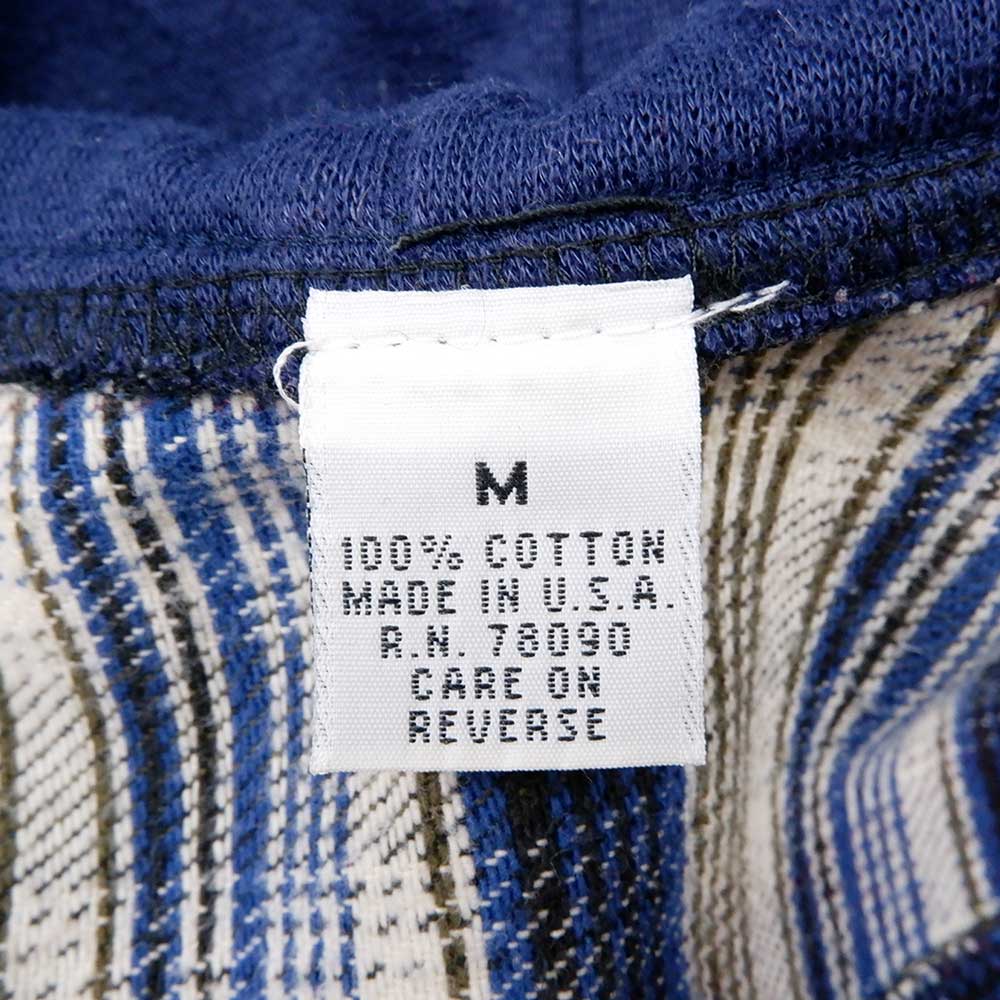 M
100% COTTON
MADE IN U.S.A.
R.N. 78090
CARE ON
REVERSE